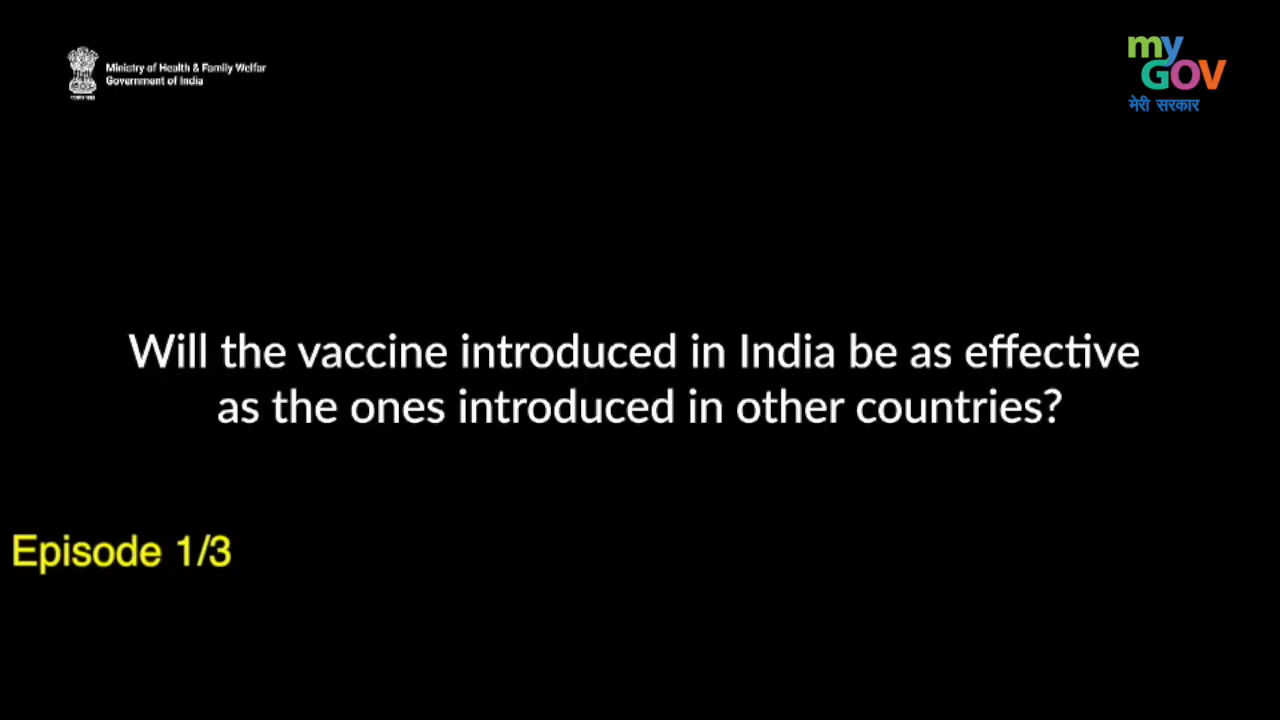 Ministry of Health & Family Welfar
Government of India
my
GOV
मेरी सरकार
Will the vaccine introduced in India be as effective
as the ones introduced in other countries?
Episode 1/3